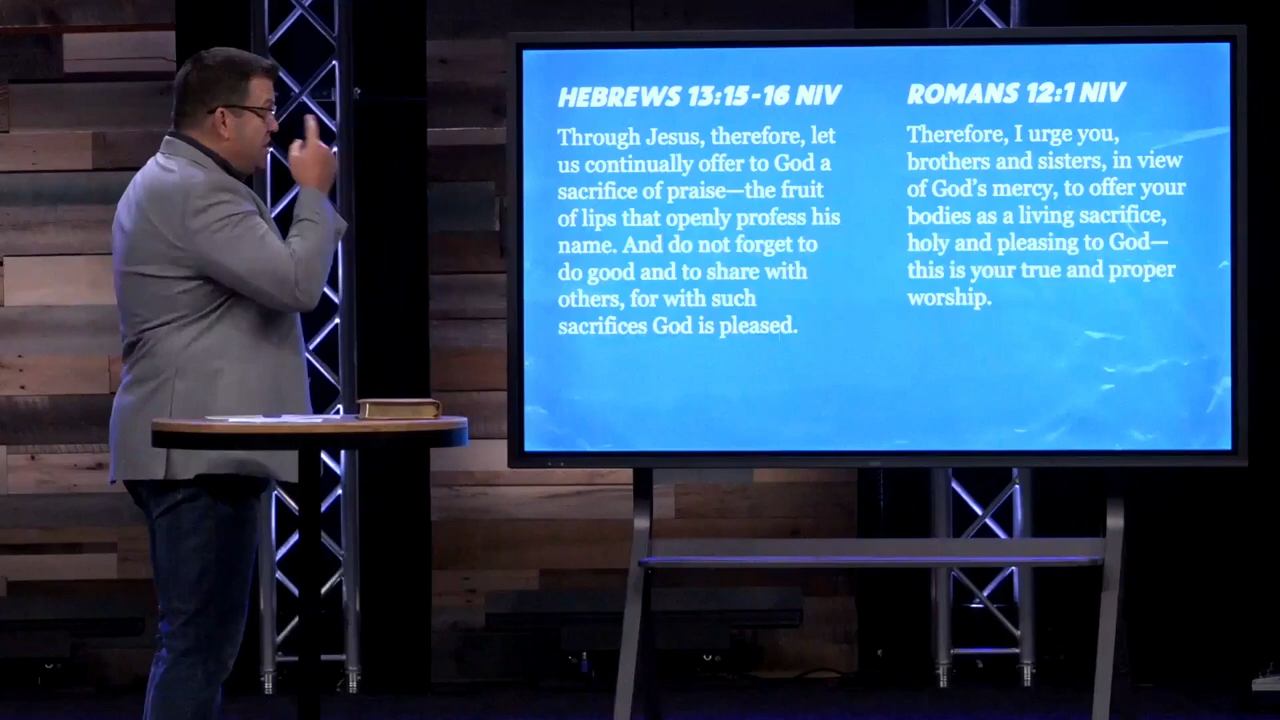 HEBREWS 13:15-16 NIV
Through Jesus, therefore, let
us continually offer to God a
sacrifice of praise—the fruit
of lips that openly profess his
name. And do not forget to
do good and to share with
others, for with such
sacrifices God is pleased.
ROMANS 12:1 NIV
Therefore, I urge you,
brothers and sisters, in view
of God's mercy, to offer your
bodies as a living sacrifice,
holy and pleasing to God—
this is your true and proper
worship.